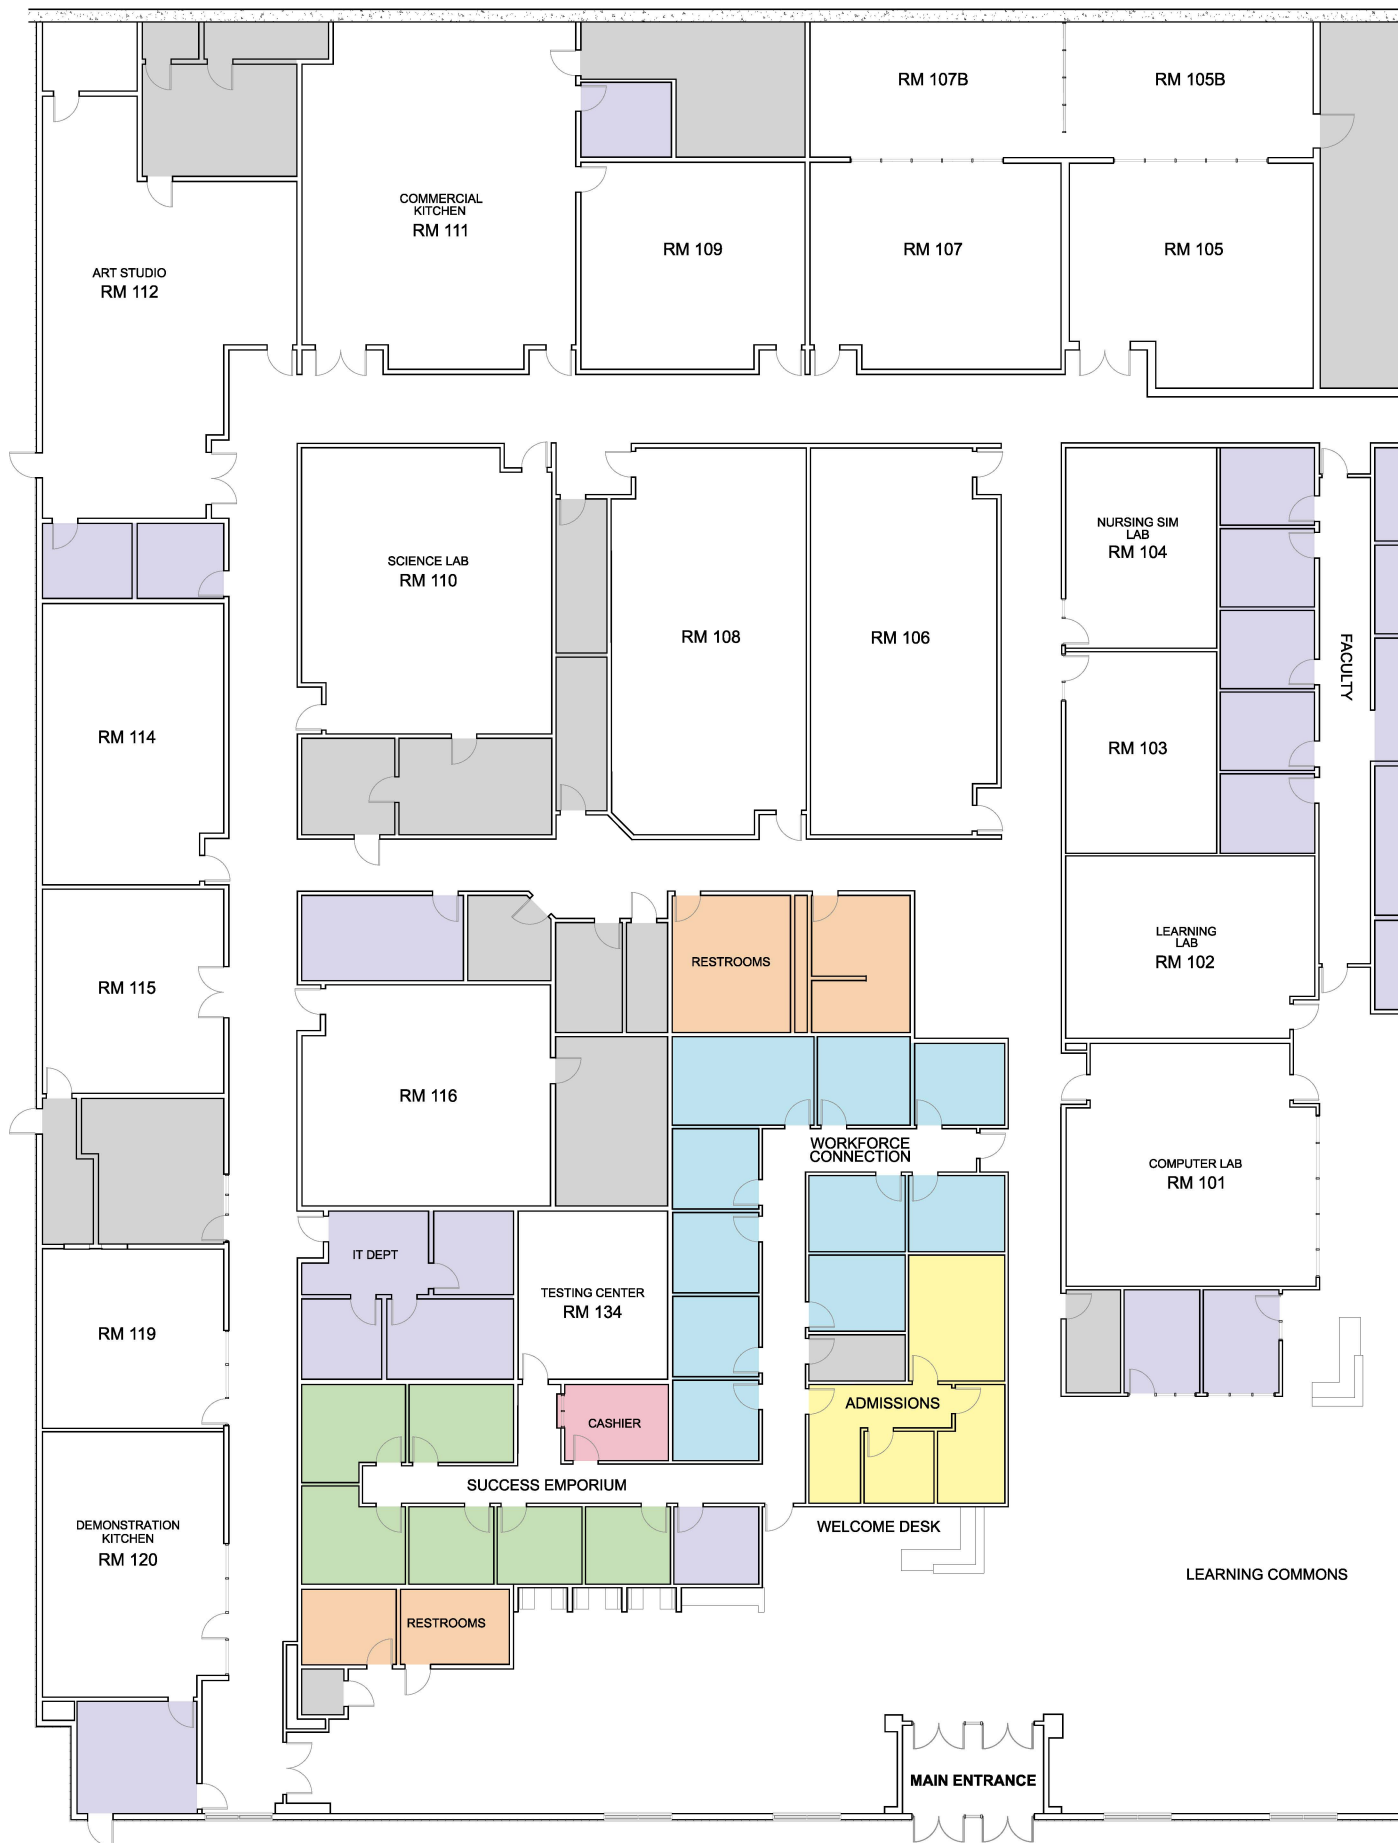 RM 107B
RM 105B
COMMERCIAL
KITCHEN
RM 111
RM 109
RM 107
RM 105
ART STUDIO
RM 112
NURSING SIM
LAB
RM 104
SCIENCE LAB
RM 110
RM 108
RM 106
FACULTY
RM 114
RM 103
LEARNING
LAB
RM 102
RESTROOMS
RM 115
RM 116
WORKFORCE
CONNECTION
COMPUTER LAB
RM 101
IT DEPT
TESTING CENTER
RM 134
RM 119
ADMISSIONS
CASHIER
SUCCESS EMPORIUM
DEMONSTRATION
KITCHEN
RM 120
WELCOME DESK
LEARNING COMMONS
RESTROOMS
MAIN ENTRANCE